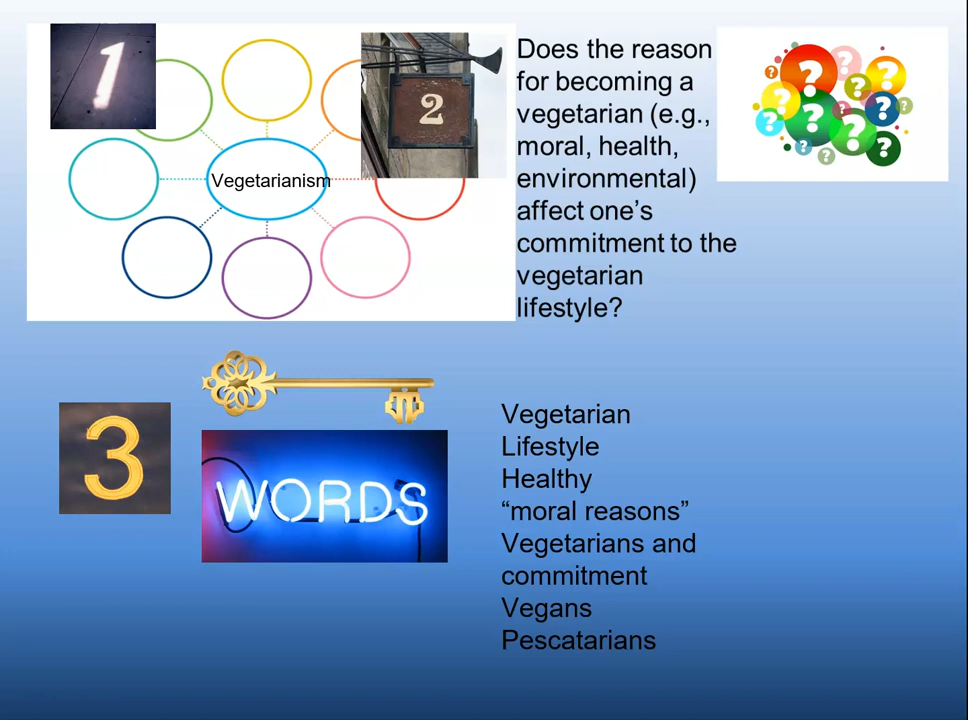 1
Vegetarianism
2
Does the reason
for becoming a
vegetarian (e.g.,
moral, health,
environmental)
affect one’s
commitment to the
vegetarian
lifestyle?
? ? ? ? ? ? ? ? ? ? ? ? ? ?
3
WORDS
Vegetarian
Lifestyle
Healthy
“moral reasons”
Vegetarians and
commitment
Vegans
Pescatarians